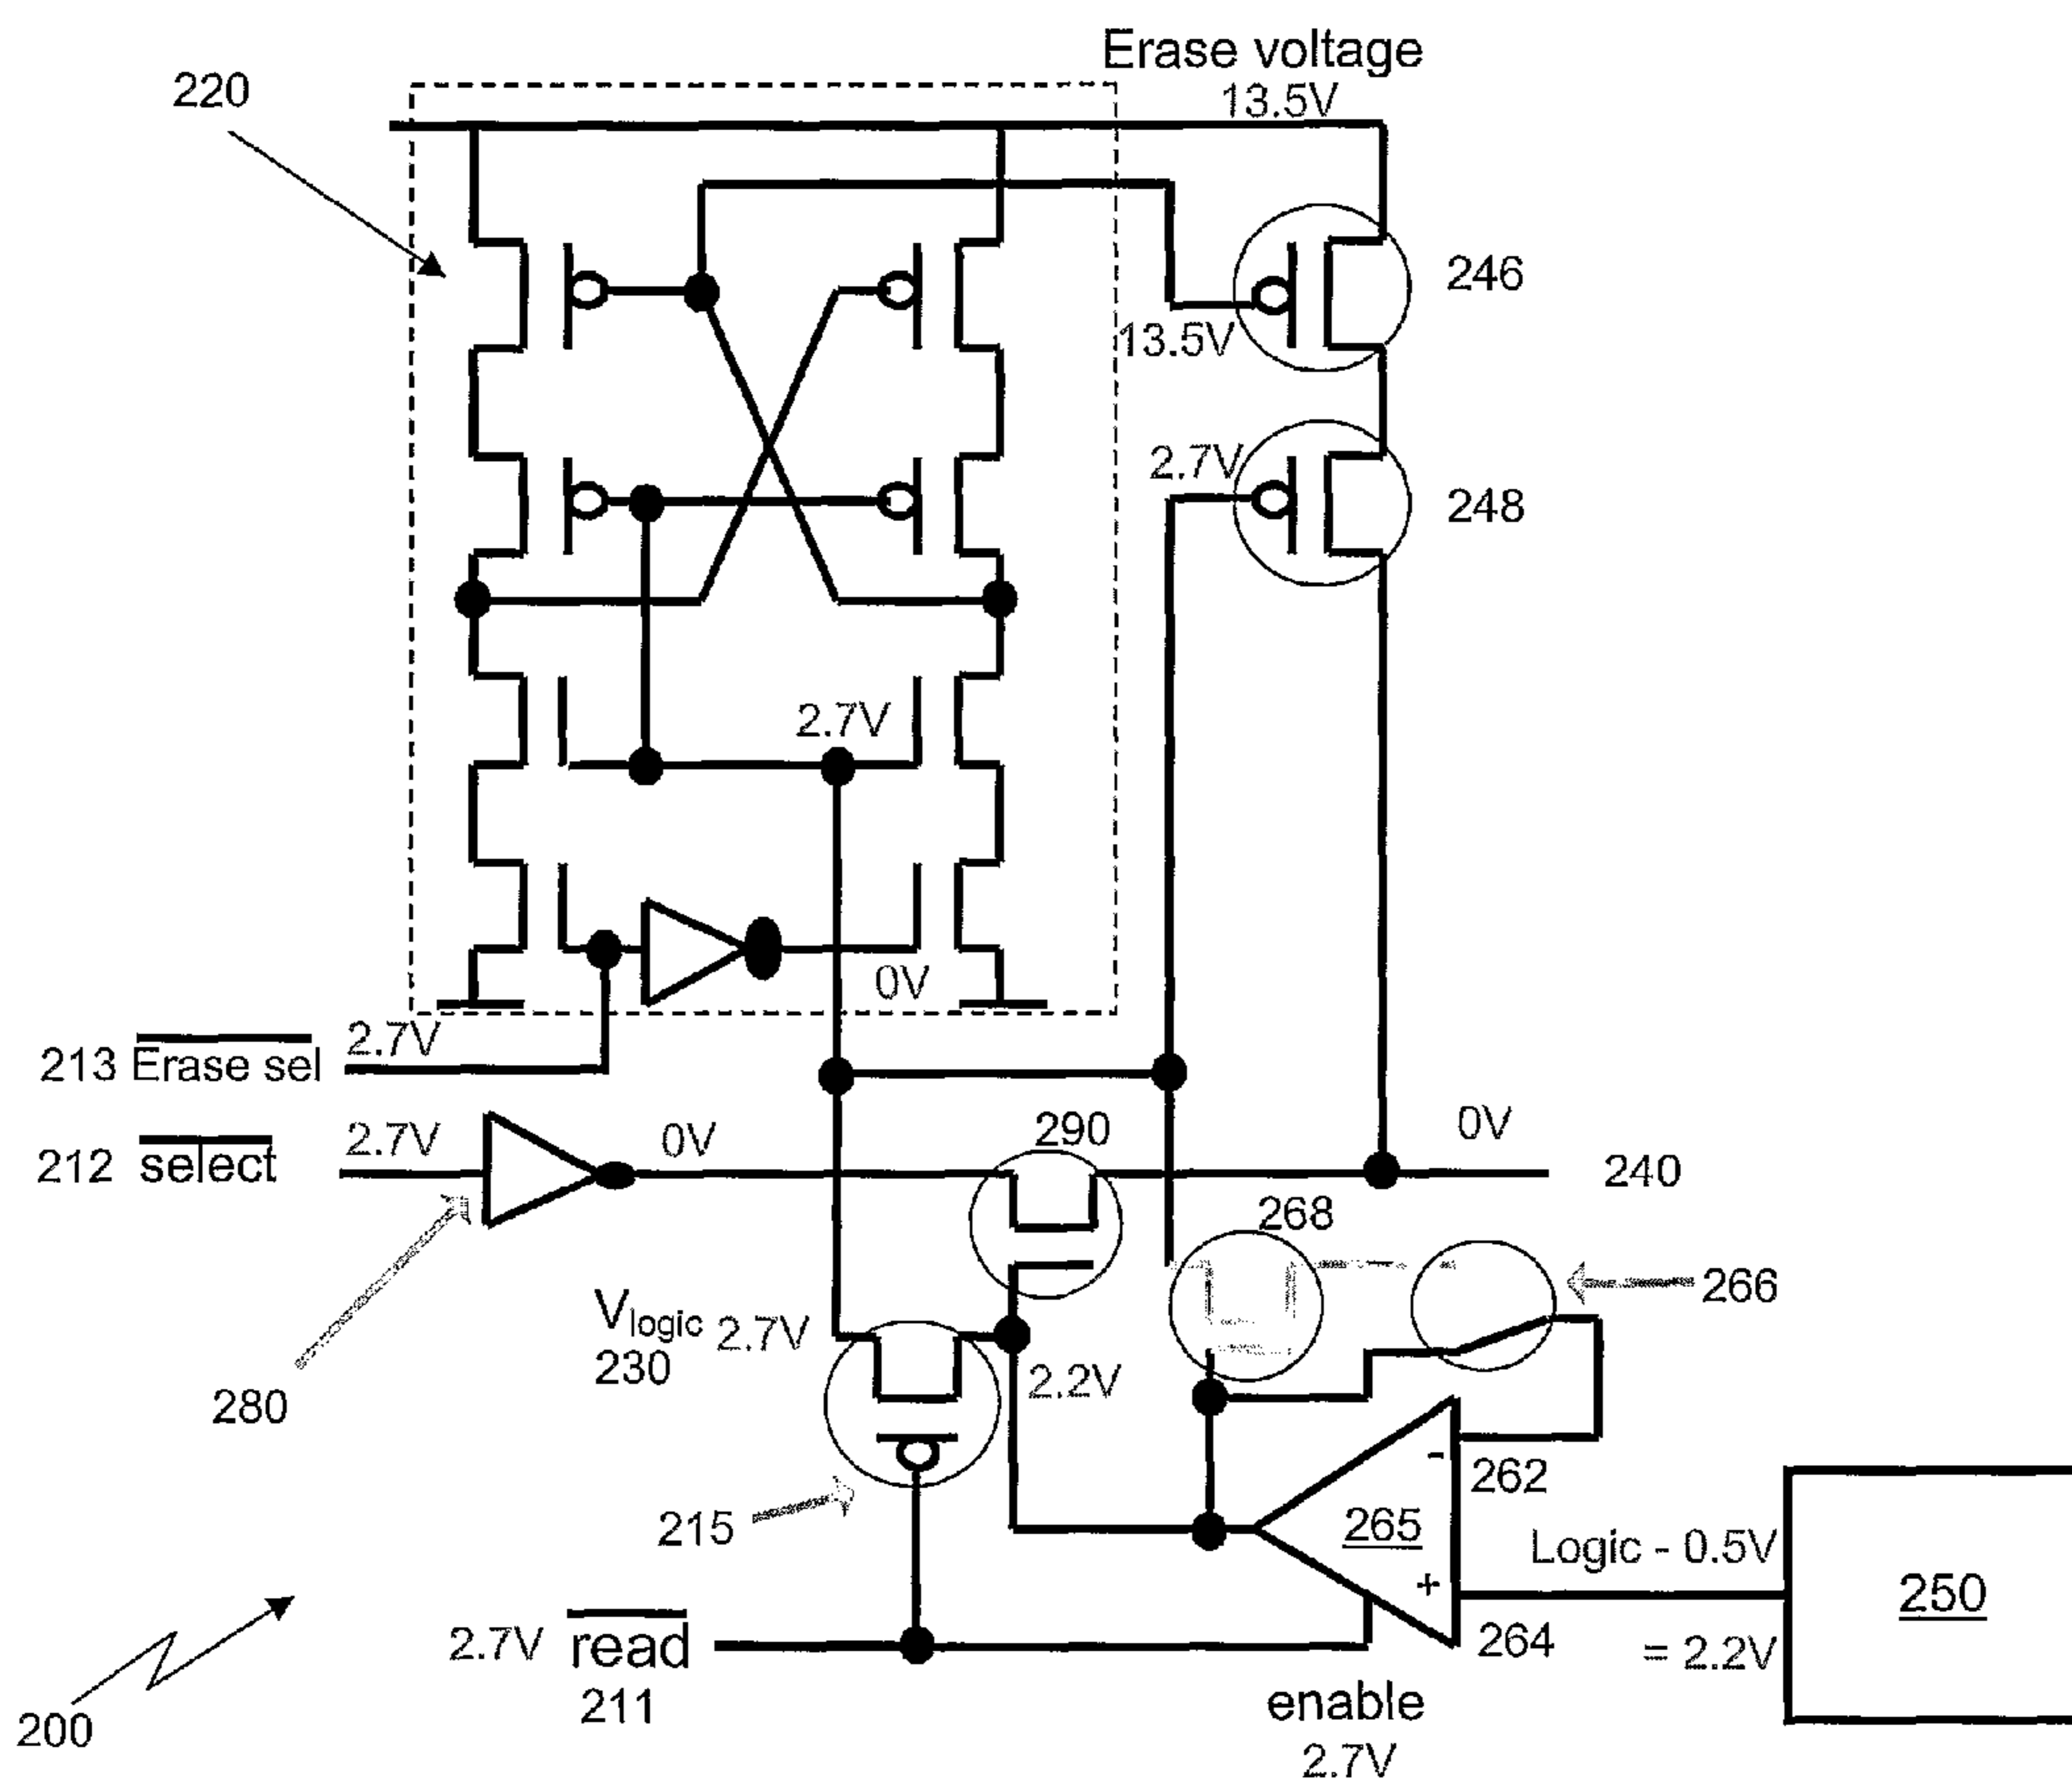 Erase voltage
13.5V
220
246
13.5V
2.7V
248
2.7V
0V
213 Erase sel
2.7V
212 select
2.7V
0V
290
0V
240
268
266
Vlogic 2.7V
230
2.2V
280
215
262
265
-
+
264
Logic - 0.5V
= 2.2V
250
2.7V read
211
enable
2.7V
200